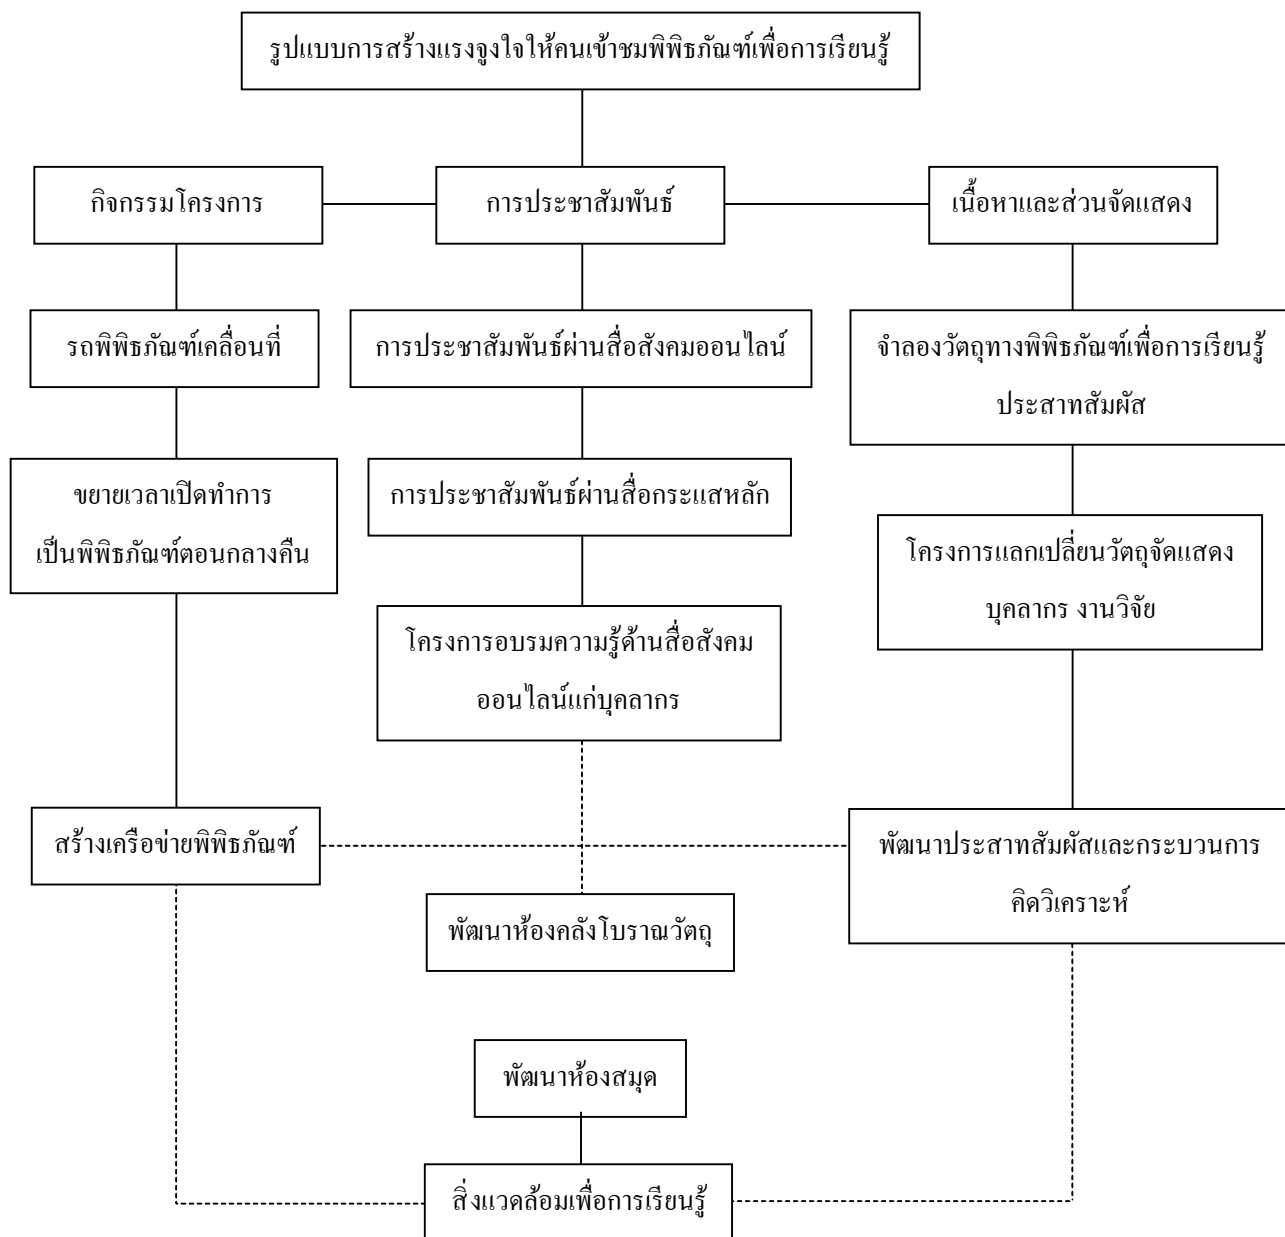 รูปแบบการสร้างแรงจูงใจให้คนเข้าชมพิพิธภัณฑ์เพื่อการเรียนรู้
กิจกรรมโครงการ
การประชาสัมพันธ์
เนื้อหาและส่วนจัดแสดง
รถพิพิธภัณฑ์เคลื่อนที่
การประชาสัมพันธ์ผ่านสื่อสังคมออนไลน์
จำลองวัตถุทางพิพิธภัณฑ์เพื่อการเรียนรู้
ประสาทสัมผัส
ขยายเวลาเปิดทำการ
เป็นพิพิธภัณฑ์ตอนกลางคืน
การประชาสัมพันธ์ผ่านสื่อกระแสหลัก
โครงการแลกเปลี่ยนวัตถุจัดแสดง
บุคลากร งานวิจัย
โครงการอบรมความรู้ด้านสื่อสังคม
ออนไลน์แก่บุคลากร
สร้างเครือข่ายพิพิธภัณฑ์
พัฒนาประสาทสัมผัสและกระบวนการ
คิดวิเคราะห์
พัฒนาห้องคลังโบราณวัตถุ
พัฒนาห้องสมุด
สิ่งแวดล้อมเพื่อการเรียนรู้